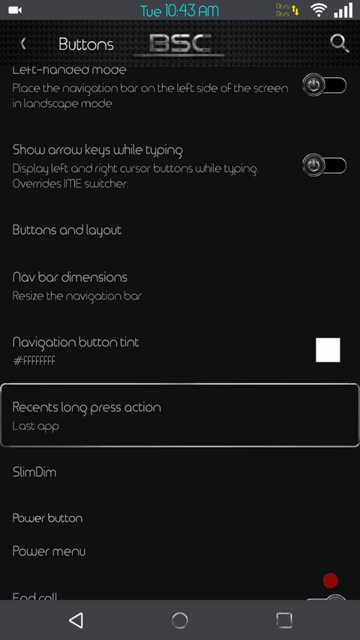 Tue 10:43 AM
0b/s
0b/s
Buttons
BSC
Left-handed mode
Place the navigation bar on the left side of the screen
in landscape mode
Show arrow keys while typing
Display left and right cursor buttons while typing.
Overrides IME switcher.
Buttons and layout
Nav bar dimensions
Resize the navigation bar
Navigation button tint
#ffffffff
Recents long press action
Last app
SlimDim
Power button
Power menu
End call